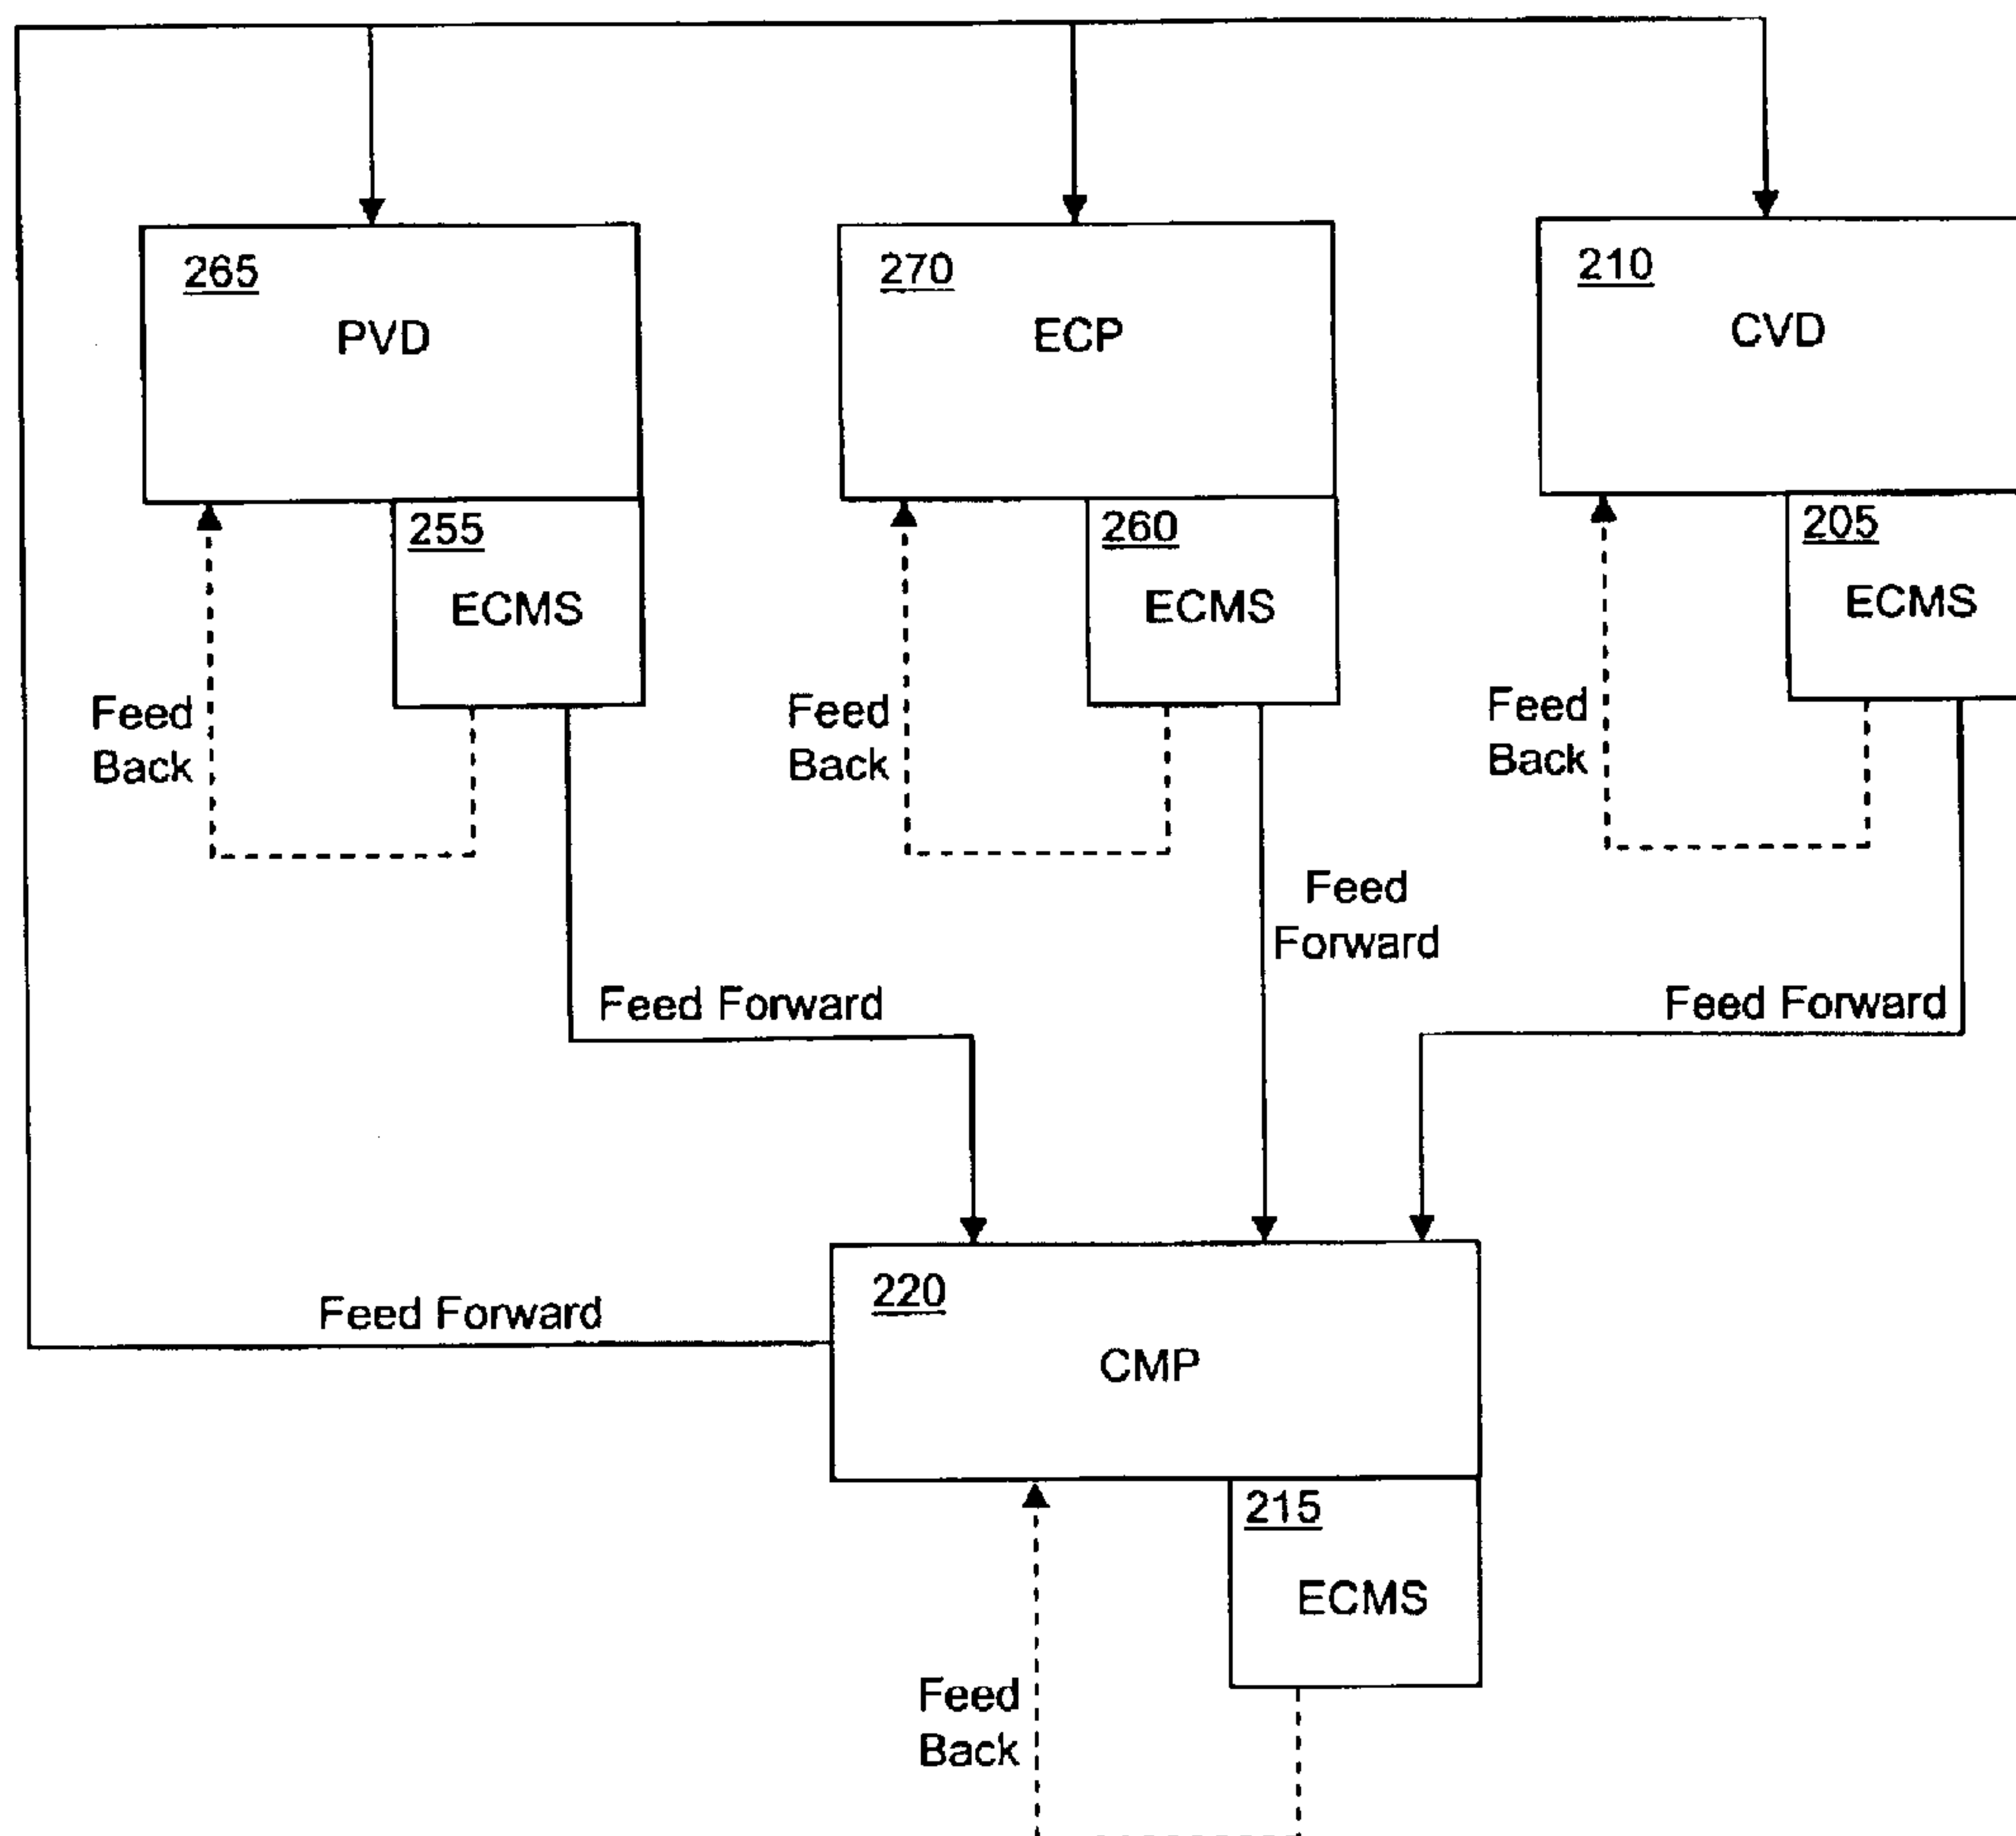 265
PVD
270
ECP
210
CVD
255
ECMS
260
ECMS
205
ECMS
Feed
Back
Feed
Back
Feed
Back
Feed
Forward
Feed Forward
Feed Forward
220
CMP
Feed Forward
215
ECMS
Feed
Back